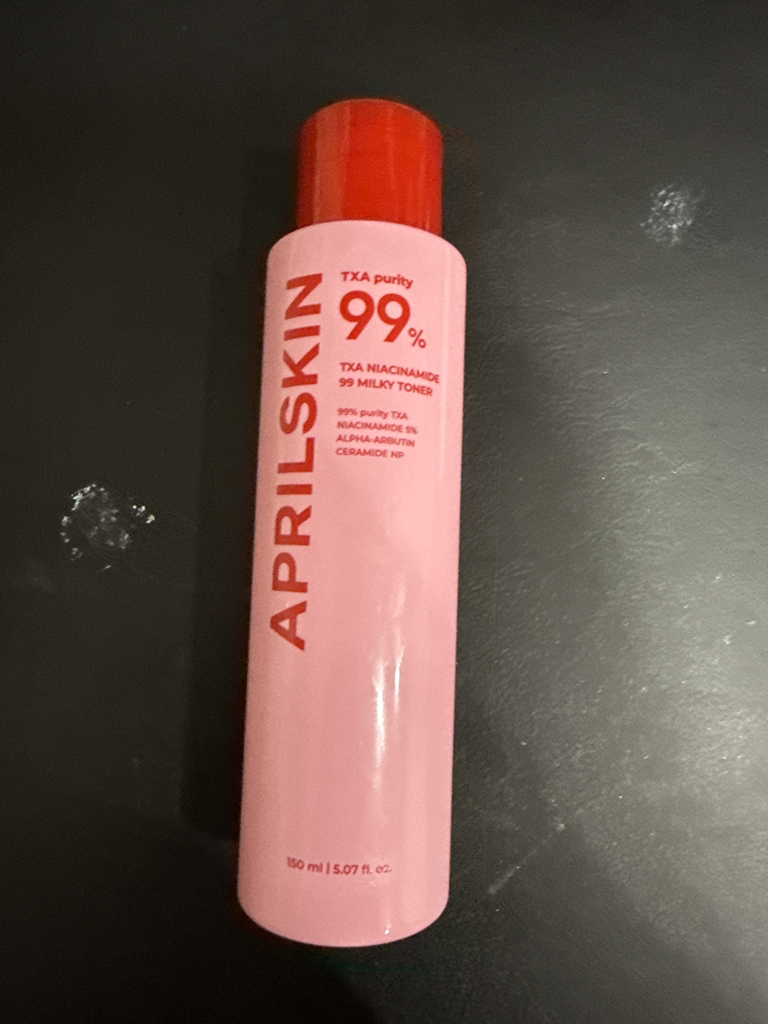 APRILSKIN
TXA purity
99%
TXA NIACINAMIDE
99 MILKY TONER
99% purity TXA
NIACINAMIDE 5%
ALPHA-ARBUTIN
CERAMIDE NP
150 ml | 5.07 fl. oz.